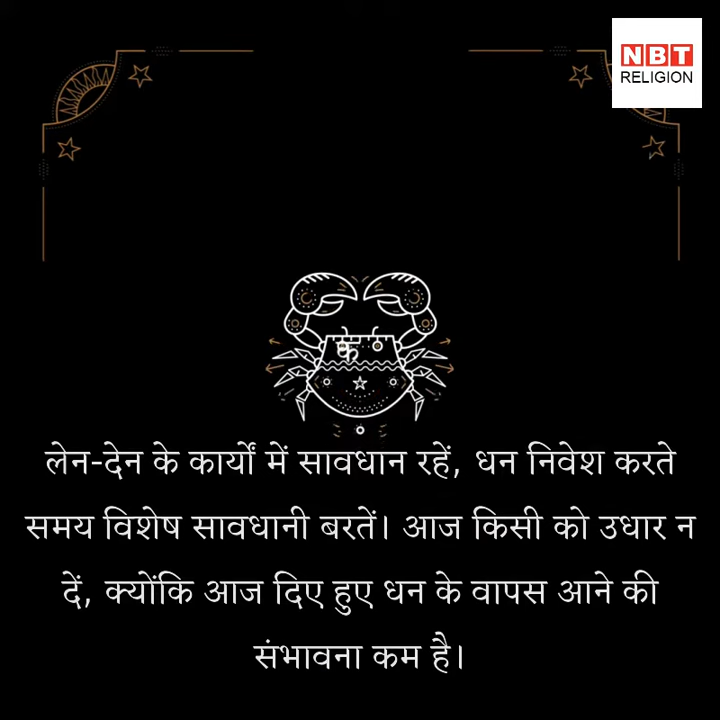 NBT
RELIGION
क
लेन-देन के कार्यों में सावधान रहें, धन निवेश करते
समय विशेष सावधानी बरतें। आज किसी को उधार न
दें, क्योंकि आज दिए हुए धन के वापस आने की
संभावना कम है।